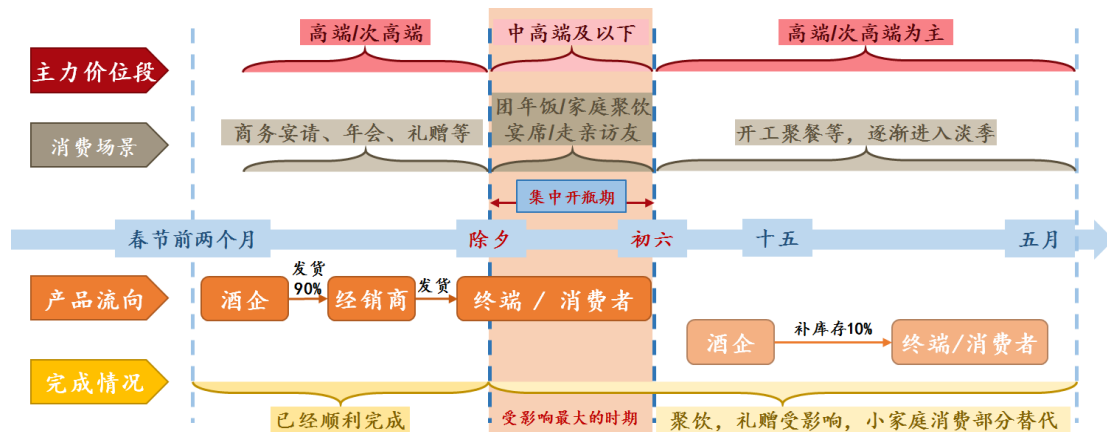 主力价位段
高端/次高端
中高端及以下
高端/次高端为主
消费场景
商务宴请、年会、礼赠等
团年饭/家庭聚饮
宴席/走亲访友
开工聚餐等，逐渐进入淡季
集中开瓶期
春节前两个月
除夕
初六
十五
五月
产品流向
酒企
发货
90%
经销商
发货
终端 / 消费者
酒企
补库存10%
终端/消费者
完成情况
已经顺利完成
受影响最大的时期
聚饮，礼赠受影响，小家庭消费部分替代